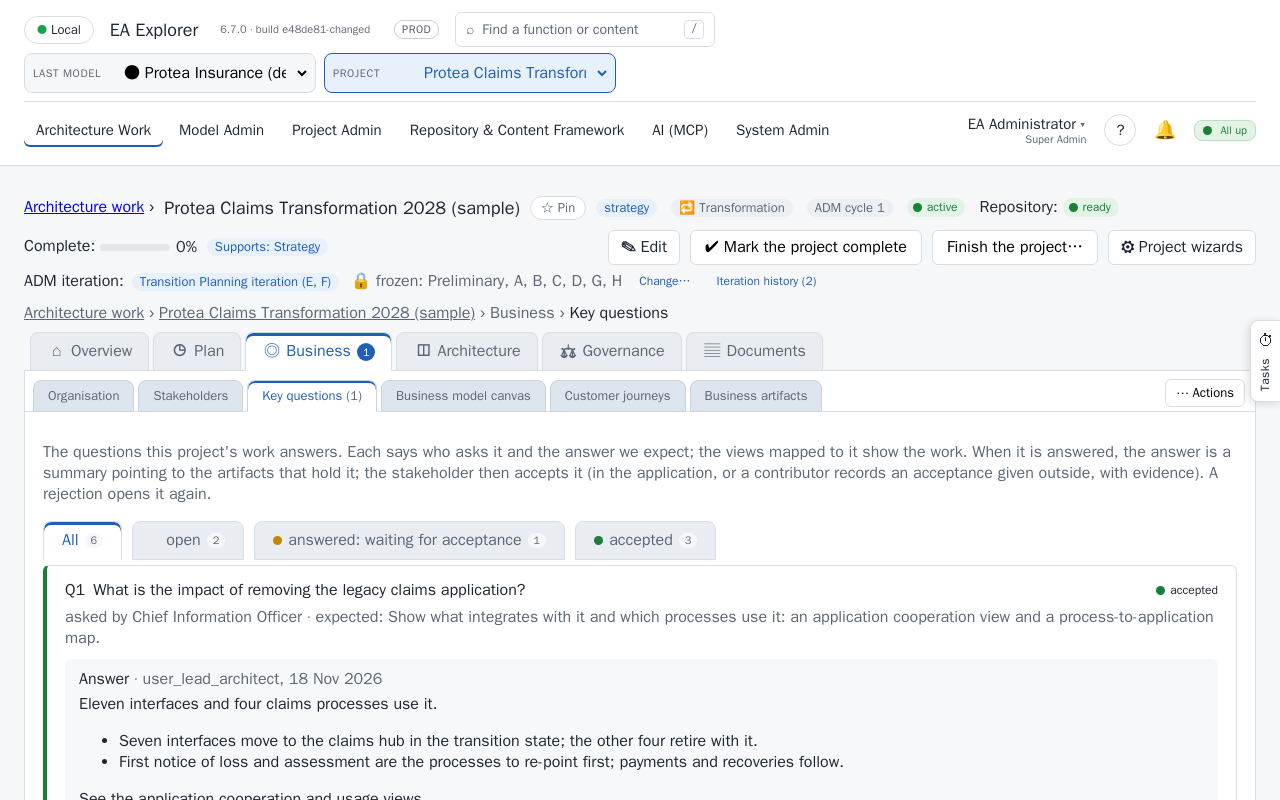 Local EA Explorer 6.7.0 · build e48de81-changed PROD Find a function or content /
LAST MODEL Protea Insurance (de PROJECT Protea Claims Transfor
Architecture Work Model Admin Project Admin Repository & Content Framework AI (MCP) System Admin EA Administrator ▾ ? All up
Super Admin
Architecture work › Protea Claims Transformation 2028 (sample) ☆ Pin strategy Transformation ADM cycle 1 active Repository: ready
Complete: 0% Supports: Strategy ✎ Edit ✔ Mark the project complete Finish the project··· ⚙ Project wizards
ADM iteration: Transition Planning iteration (E, F) 🔒 frozen: Preliminary, A, B, C, D, G, H Change··· Iteration history (2)
Architecture work › Protea Claims Transformation 2028 (sample) › Business › Key questions
Overview Plan Business 1 Architecture Governance Documents
Tasks
Organisation Stakeholders Key questions (1) Business model canvas Customer journeys Business artifacts ··· Actions
The questions this project's work answers. Each says who asks it and the answer we expect; the views mapped to it show the work. When it is answered, the answer is a
summary pointing to the artifacts that hold it; the stakeholder then accepts it (in the application, or a contributor records an acceptance given outside, with evidence). A
rejection opens it again.
All 6 open 2 answered: waiting for acceptance 1 accepted 3
Q1 What is the impact of removing the legacy claims application? accepted
asked by Chief Information Officer · expected: Show what integrates with it and which processes use it: an application cooperation view and a process-to-application
map.
Answer · user_lead_architect, 18 Nov 2026
Eleven interfaces and four claims processes use it.
• Seven interfaces move to the claims hub in the transition state; the other four retire with it.
• First notice of loss and assessment are the processes to re-point first; payments and recoveries follow.
See the application cooperation and usage views.